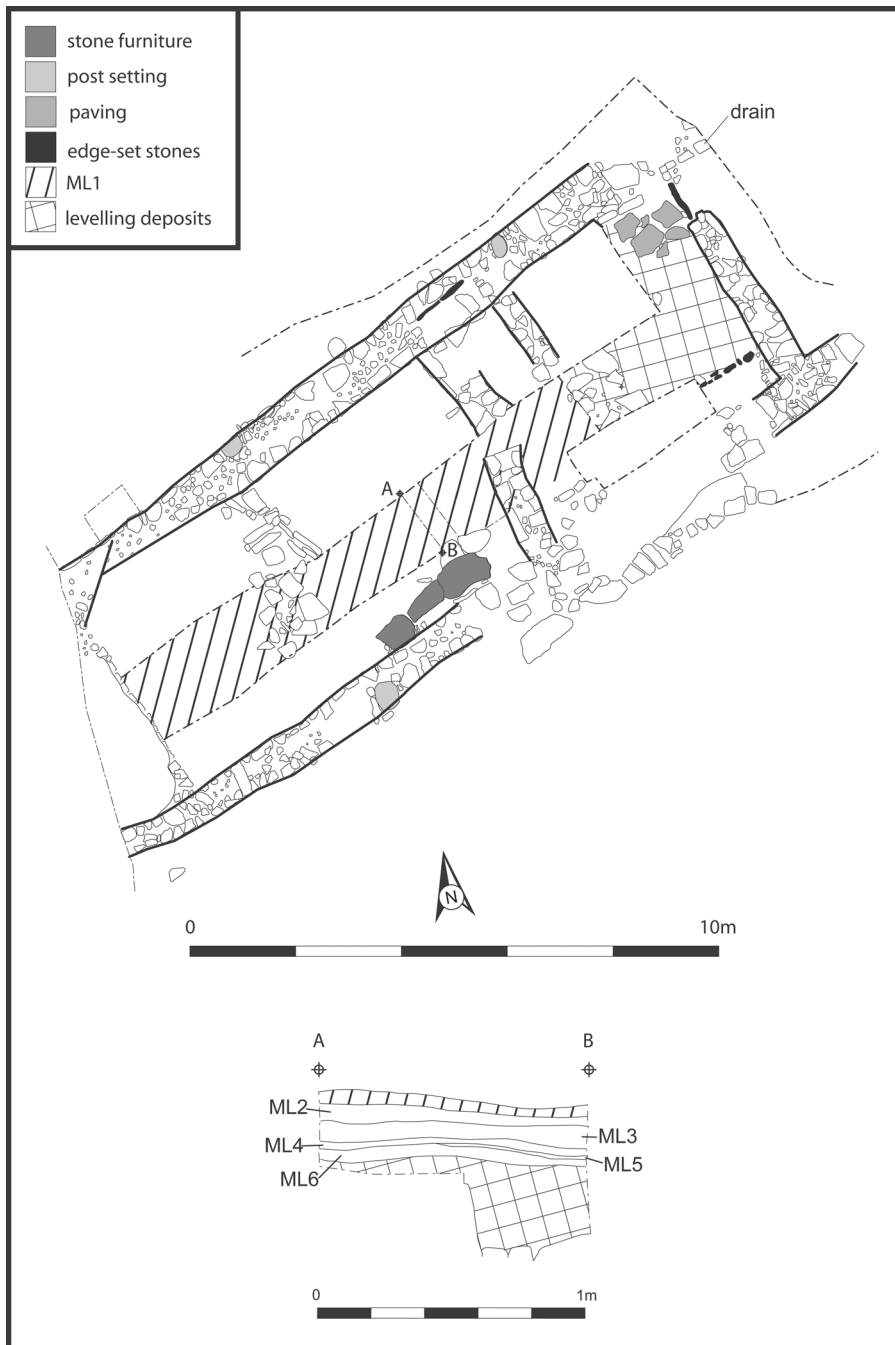 stone furniture
post setting
paving
edge-set stones
ML1
levelling deposits
drain
A
B
N
0 10m
A B
ML2
ML3
ML4
ML5
ML6
0 1m